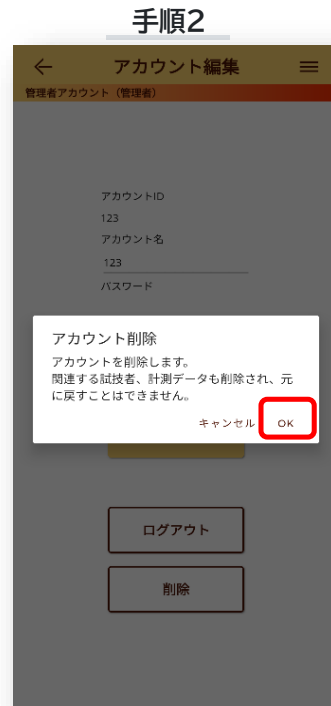 手順2
アカウント編集
管理者アカウント（管理者）
アカウントID
123
アカウント名
123
パスワード
アカウント削除
アカウントを削除します。
関連する試技者、計測データも削除され、元
に戻すことはできません。
キャンセル OK
ログアウト
削除